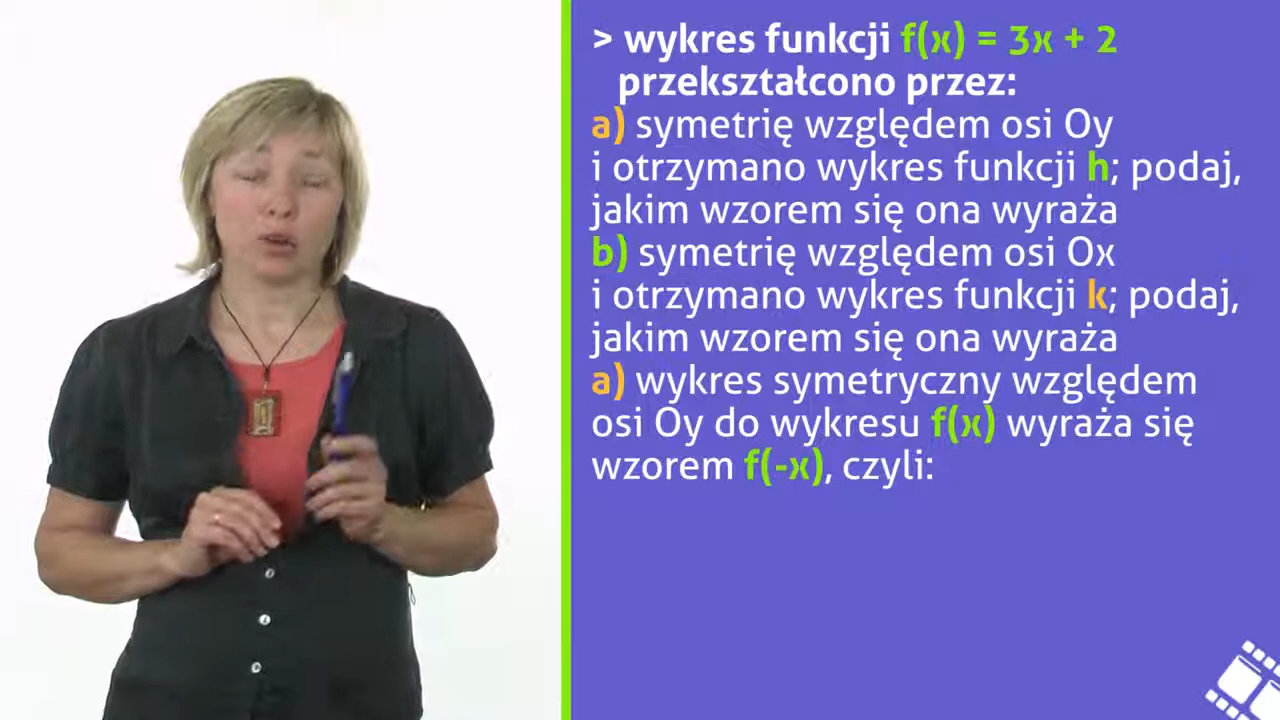 > wykres funkcji f(x) = 3x + 2
przekształcono przez:
a) symetrię względem osi Oy
i otrzymano wykres funkcji h; podaj,
jakim wzorem się ona wyraża
b) symetrię względem osi Ox
i otrzymano wykres funkcji k; podaj,
jakim wzorem się ona wyraża
a) wykres symetryczny względem
osi Oy do wykresu f(x) wyraża się
wzorem f(-x), czyli: